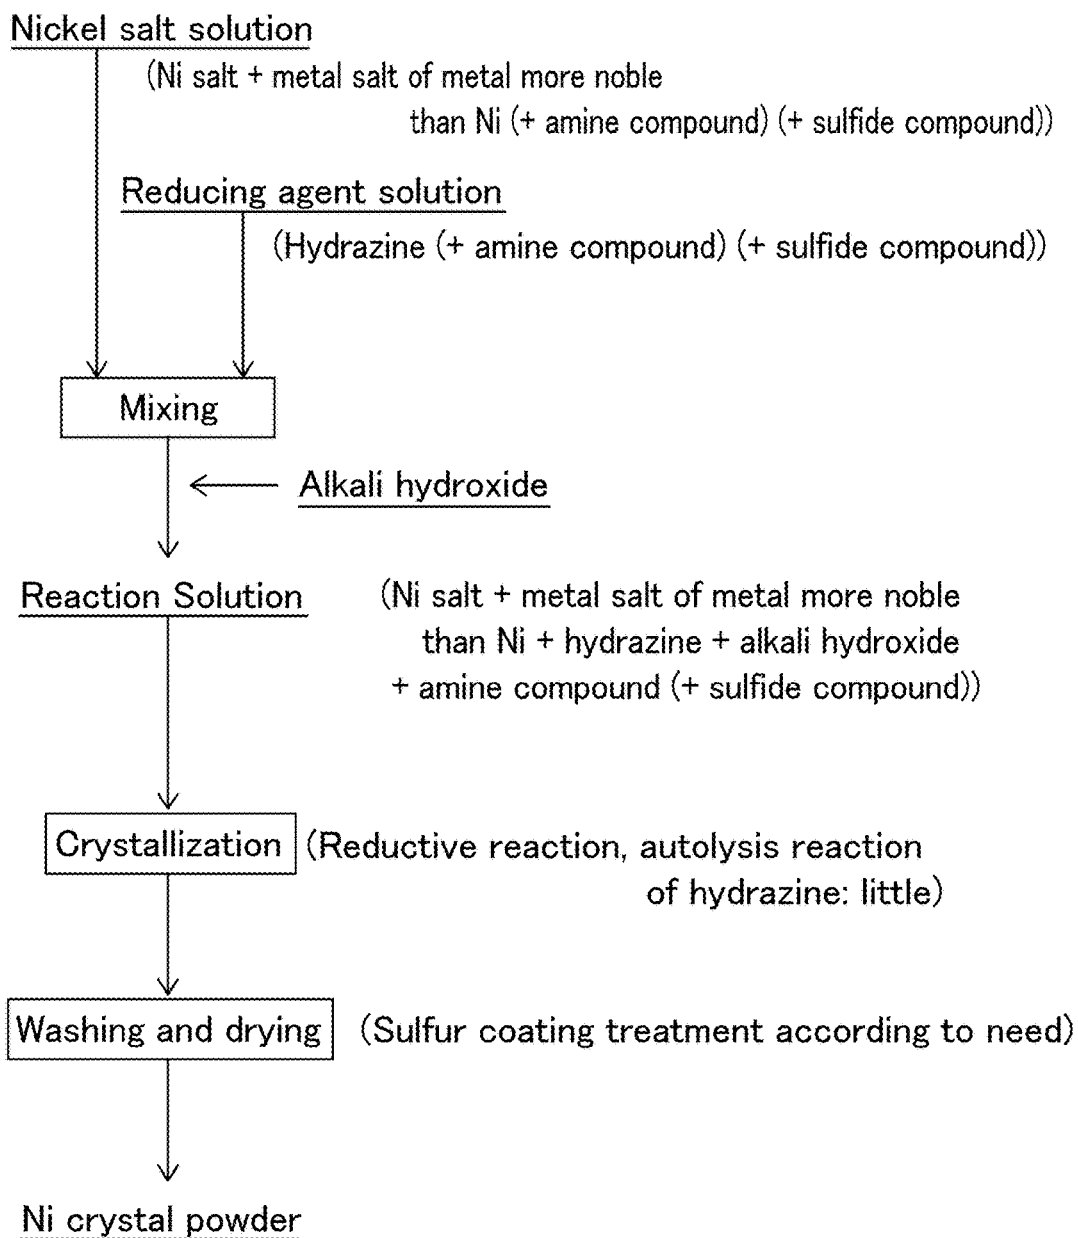 Nickel salt solution
(Ni salt + metal salt of metal more noble
than Ni (+ amine compound) (+ sulfide compound))
Reducing agent solution
(Hydrazine (+ amine compound) (+ sulfide compound))
Mixing
Alkali hydroxide
Reaction Solution
(Ni salt + metal salt of metal more noble
than Ni + hydrazine + alkali hydroxide
+ amine compound (+ sulfide compound))
Crystallization
(Reductive reaction, autolysis reaction
of hydrazine: little)
Washing and drying
(Sulfur coating treatment according to need)
Ni crystal powder